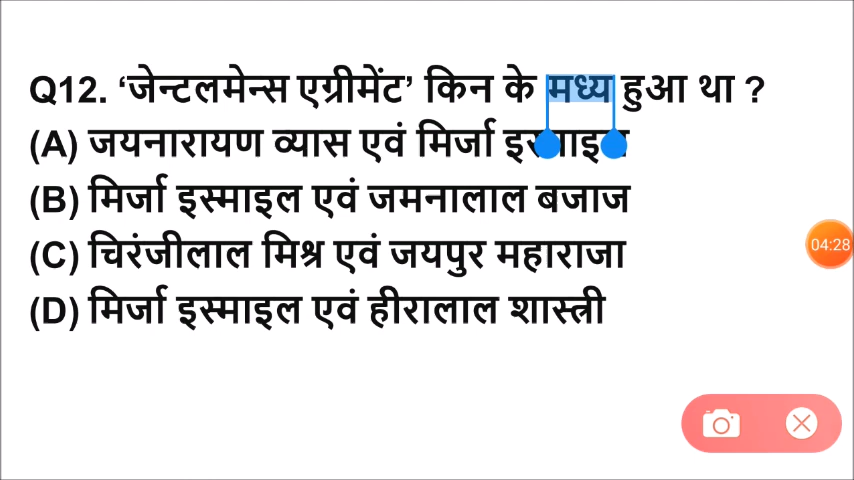 Q12. ‘जेन्टलमेन्स एग्रीमेंट’ किन के मध्य हुआ था ?
(A) जयनारायण व्यास एवं मिर्जा इस्माइल
(B) मिर्जा इस्माइल एवं जमनालाल बजाज
(C) चिरंजीलाल मिश्र एवं जयपुर महाराजा
04:28
(D) मिर्जा इस्माइल एवं हीरालाल शास्त्री